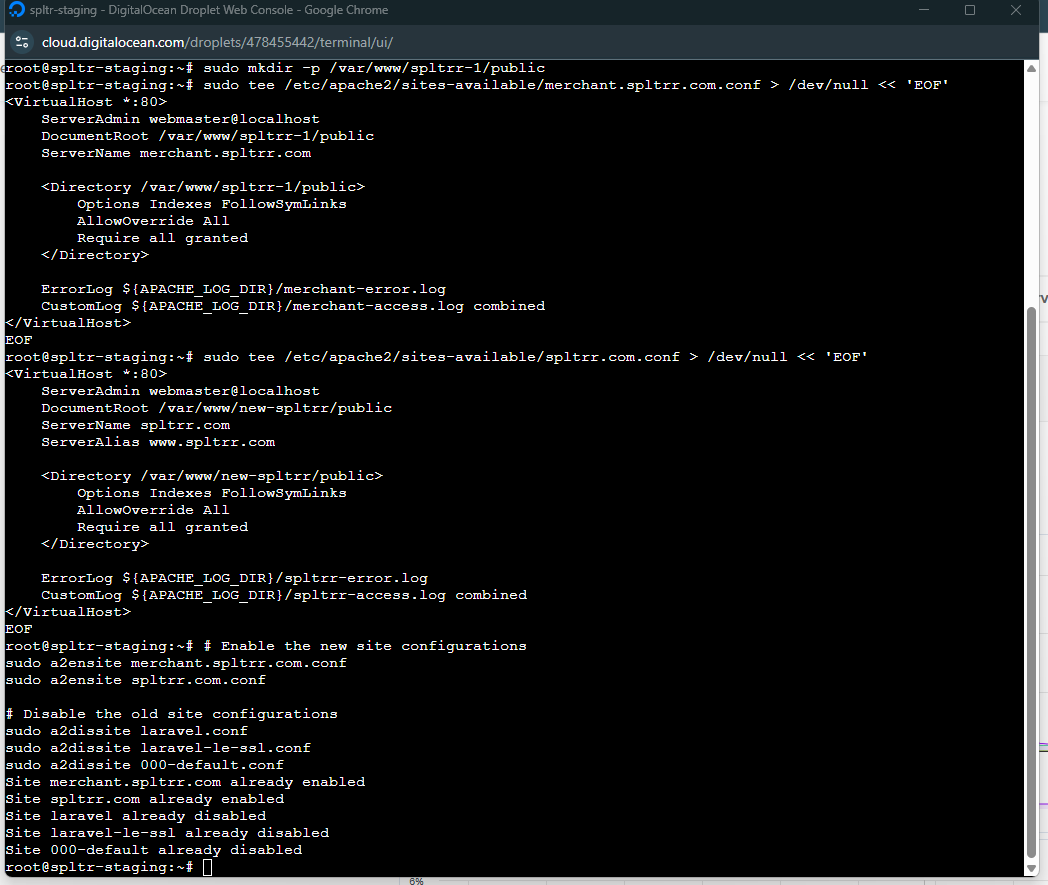 spltr-staging - DigitalOcean Droplet Web Console - Google Chrome
cloud.digitalocean.com/droplets/478455442/terminal/ui/
root@spltr-staging:~# sudo mkdir -p /var/www/spltrr-1/public
root@spltr-staging:~# sudo tee /etc/apache2/sites-available/merchant.spltrr.com.conf > /dev/null << 'EOF'
<VirtualHost *:80>
    ServerAdmin webmaster@localhost
    DocumentRoot /var/www/spltrr-1/public
    ServerName merchant.spltrr.com

    <Directory /var/www/spltrr-1/public>
        Options Indexes FollowSymLinks
        AllowOverride All
        Require all granted
    </Directory>

    ErrorLog ${APACHE_LOG_DIR}/merchant-error.log
    CustomLog ${APACHE_LOG_DIR}/merchant-access.log combined
</VirtualHost>
EOF
root@spltr-staging:~# sudo tee /etc/apache2/sites-available/spltrr.com.conf > /dev/null << 'EOF'
<VirtualHost *:80>
    ServerAdmin webmaster@localhost
    DocumentRoot /var/www/new-spltrr/public
    ServerName spltrr.com
    ServerAlias www.spltrr.com

    <Directory /var/www/new-spltrr/public>
        Options Indexes FollowSymLinks
        AllowOverride All
        Require all granted
    </Directory>

    ErrorLog ${APACHE_LOG_DIR}/spltrr-error.log
    CustomLog ${APACHE_LOG_DIR}/spltrr-access.log combined
</VirtualHost>
EOF
root@spltr-staging:~# # Enable the new site configurations
sudo a2ensite merchant.spltrr.com.conf
sudo a2ensite spltrr.com.conf

# Disable the old site configurations
sudo a2dissite laravel.conf
sudo a2dissite laravel-le-ssl.conf
sudo a2dissite 000-default.conf
Site merchant.spltrr.com already enabled
Site spltrr.com already enabled
Site laravel already disabled
Site laravel-le-ssl already disabled
Site 000-default already disabled
root@spltr-staging:~#
6%